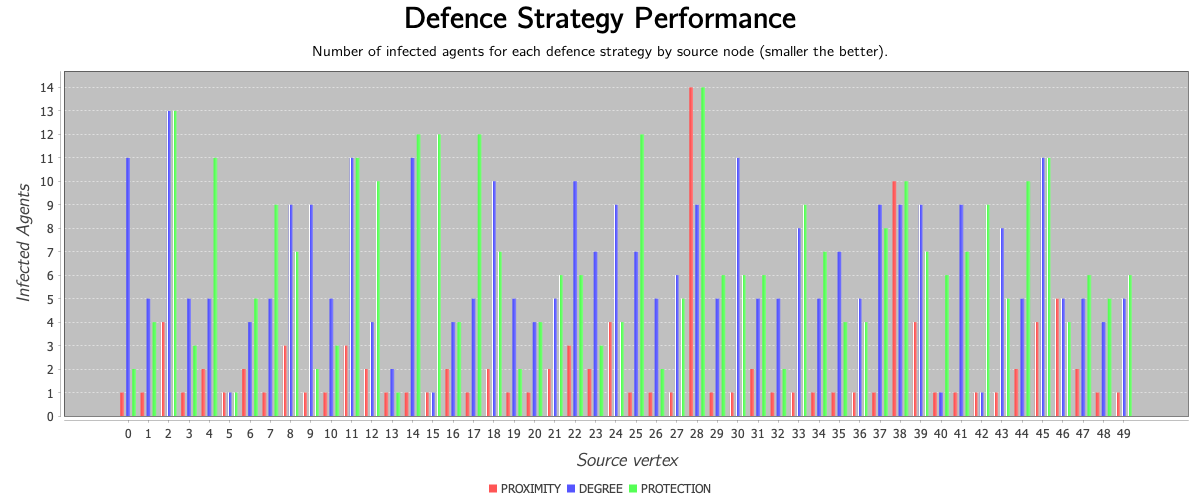 Defence Strategy Performance
Number of infected agents for each defence strategy by source node (smaller the better).
14
13
12
11
10
9
8
7
6
5
4
3
2
1
0
Infected Agents
0 1 2 3 4 5 6 7 8 9 10 11 12 13 14 15 16 17 18 19 20 21 22 23 24 25 26 27 28 29 30 31 32 33 34 35 36 37 38 39 40 41 42 43 44 45 46 47 48 49
Source vertex
PROXIMITY DEGREE PROTECTION